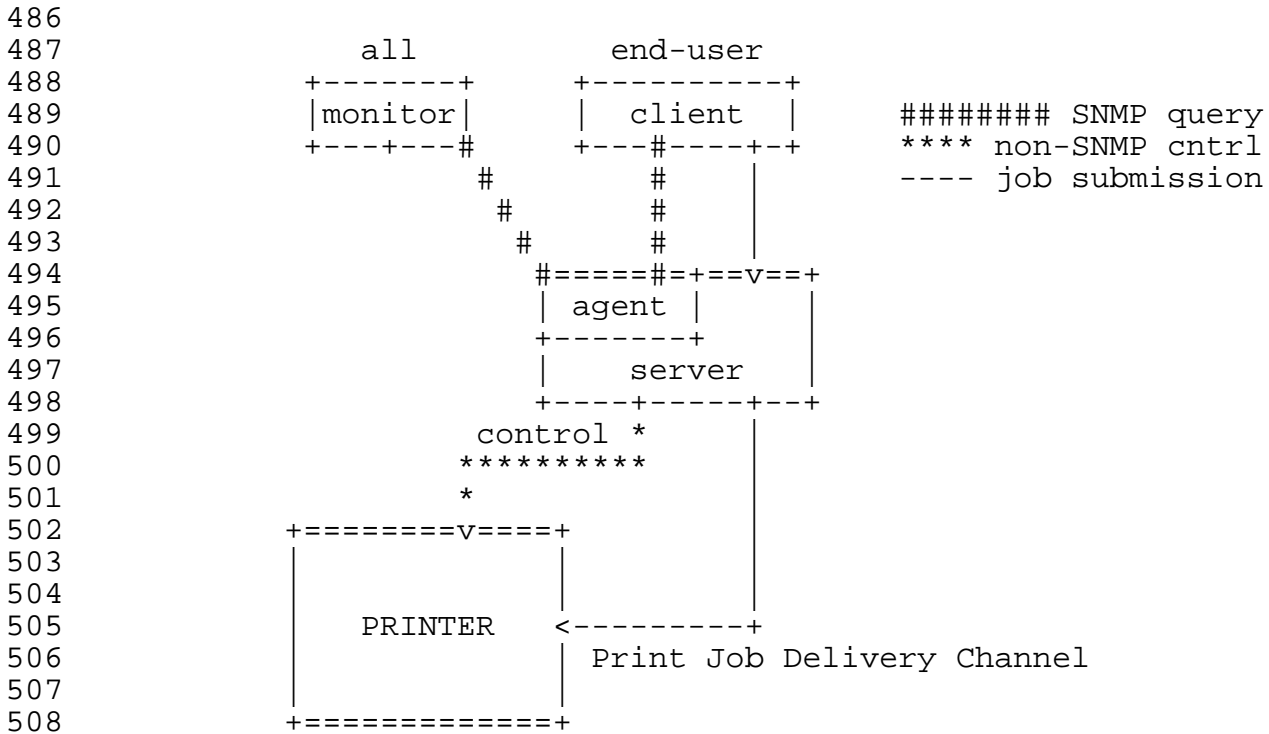 486
487                all          end-user
488             +-------+     +----------+
489             |monitor|     |  client  |     ######## SNMP query
490             +---+---#     +---#----+-+     **** non-SNMP cntrl
491                      #        #    |       ---- job submission
492                       #       #    |
493                        #      #    |
494                         #=====#=+==v==+
495                         | agent |     |
496                         +-------+     |
497                         |    server   |
498                         +----+-----+--+
499                     control *      |
500                    **********      |
501                    *               |
502            +========v====+         |
503            |             |         |
504            |             |         |
505            |   PRINTER   <---------+
506            |             | Print Job Delivery Channel
507            |             |
508            +=============+